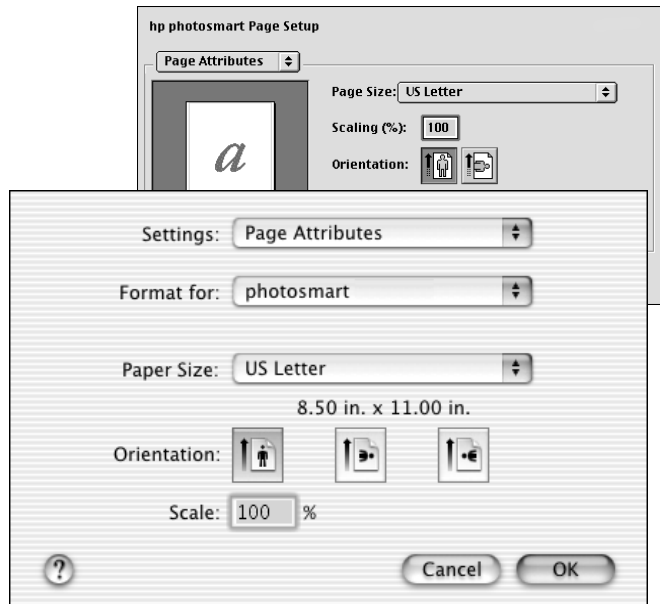 hp photosmart Page Setup
Page Attributes
Page Size: US Letter
a
Scaling (%): 100
Orientation:
Settings: Page Attributes
Format for: photosmart
Paper Size: US Letter
8.50 in. x 11.00 in.
Orientation:
Scale: 100 %
? Cancel OK